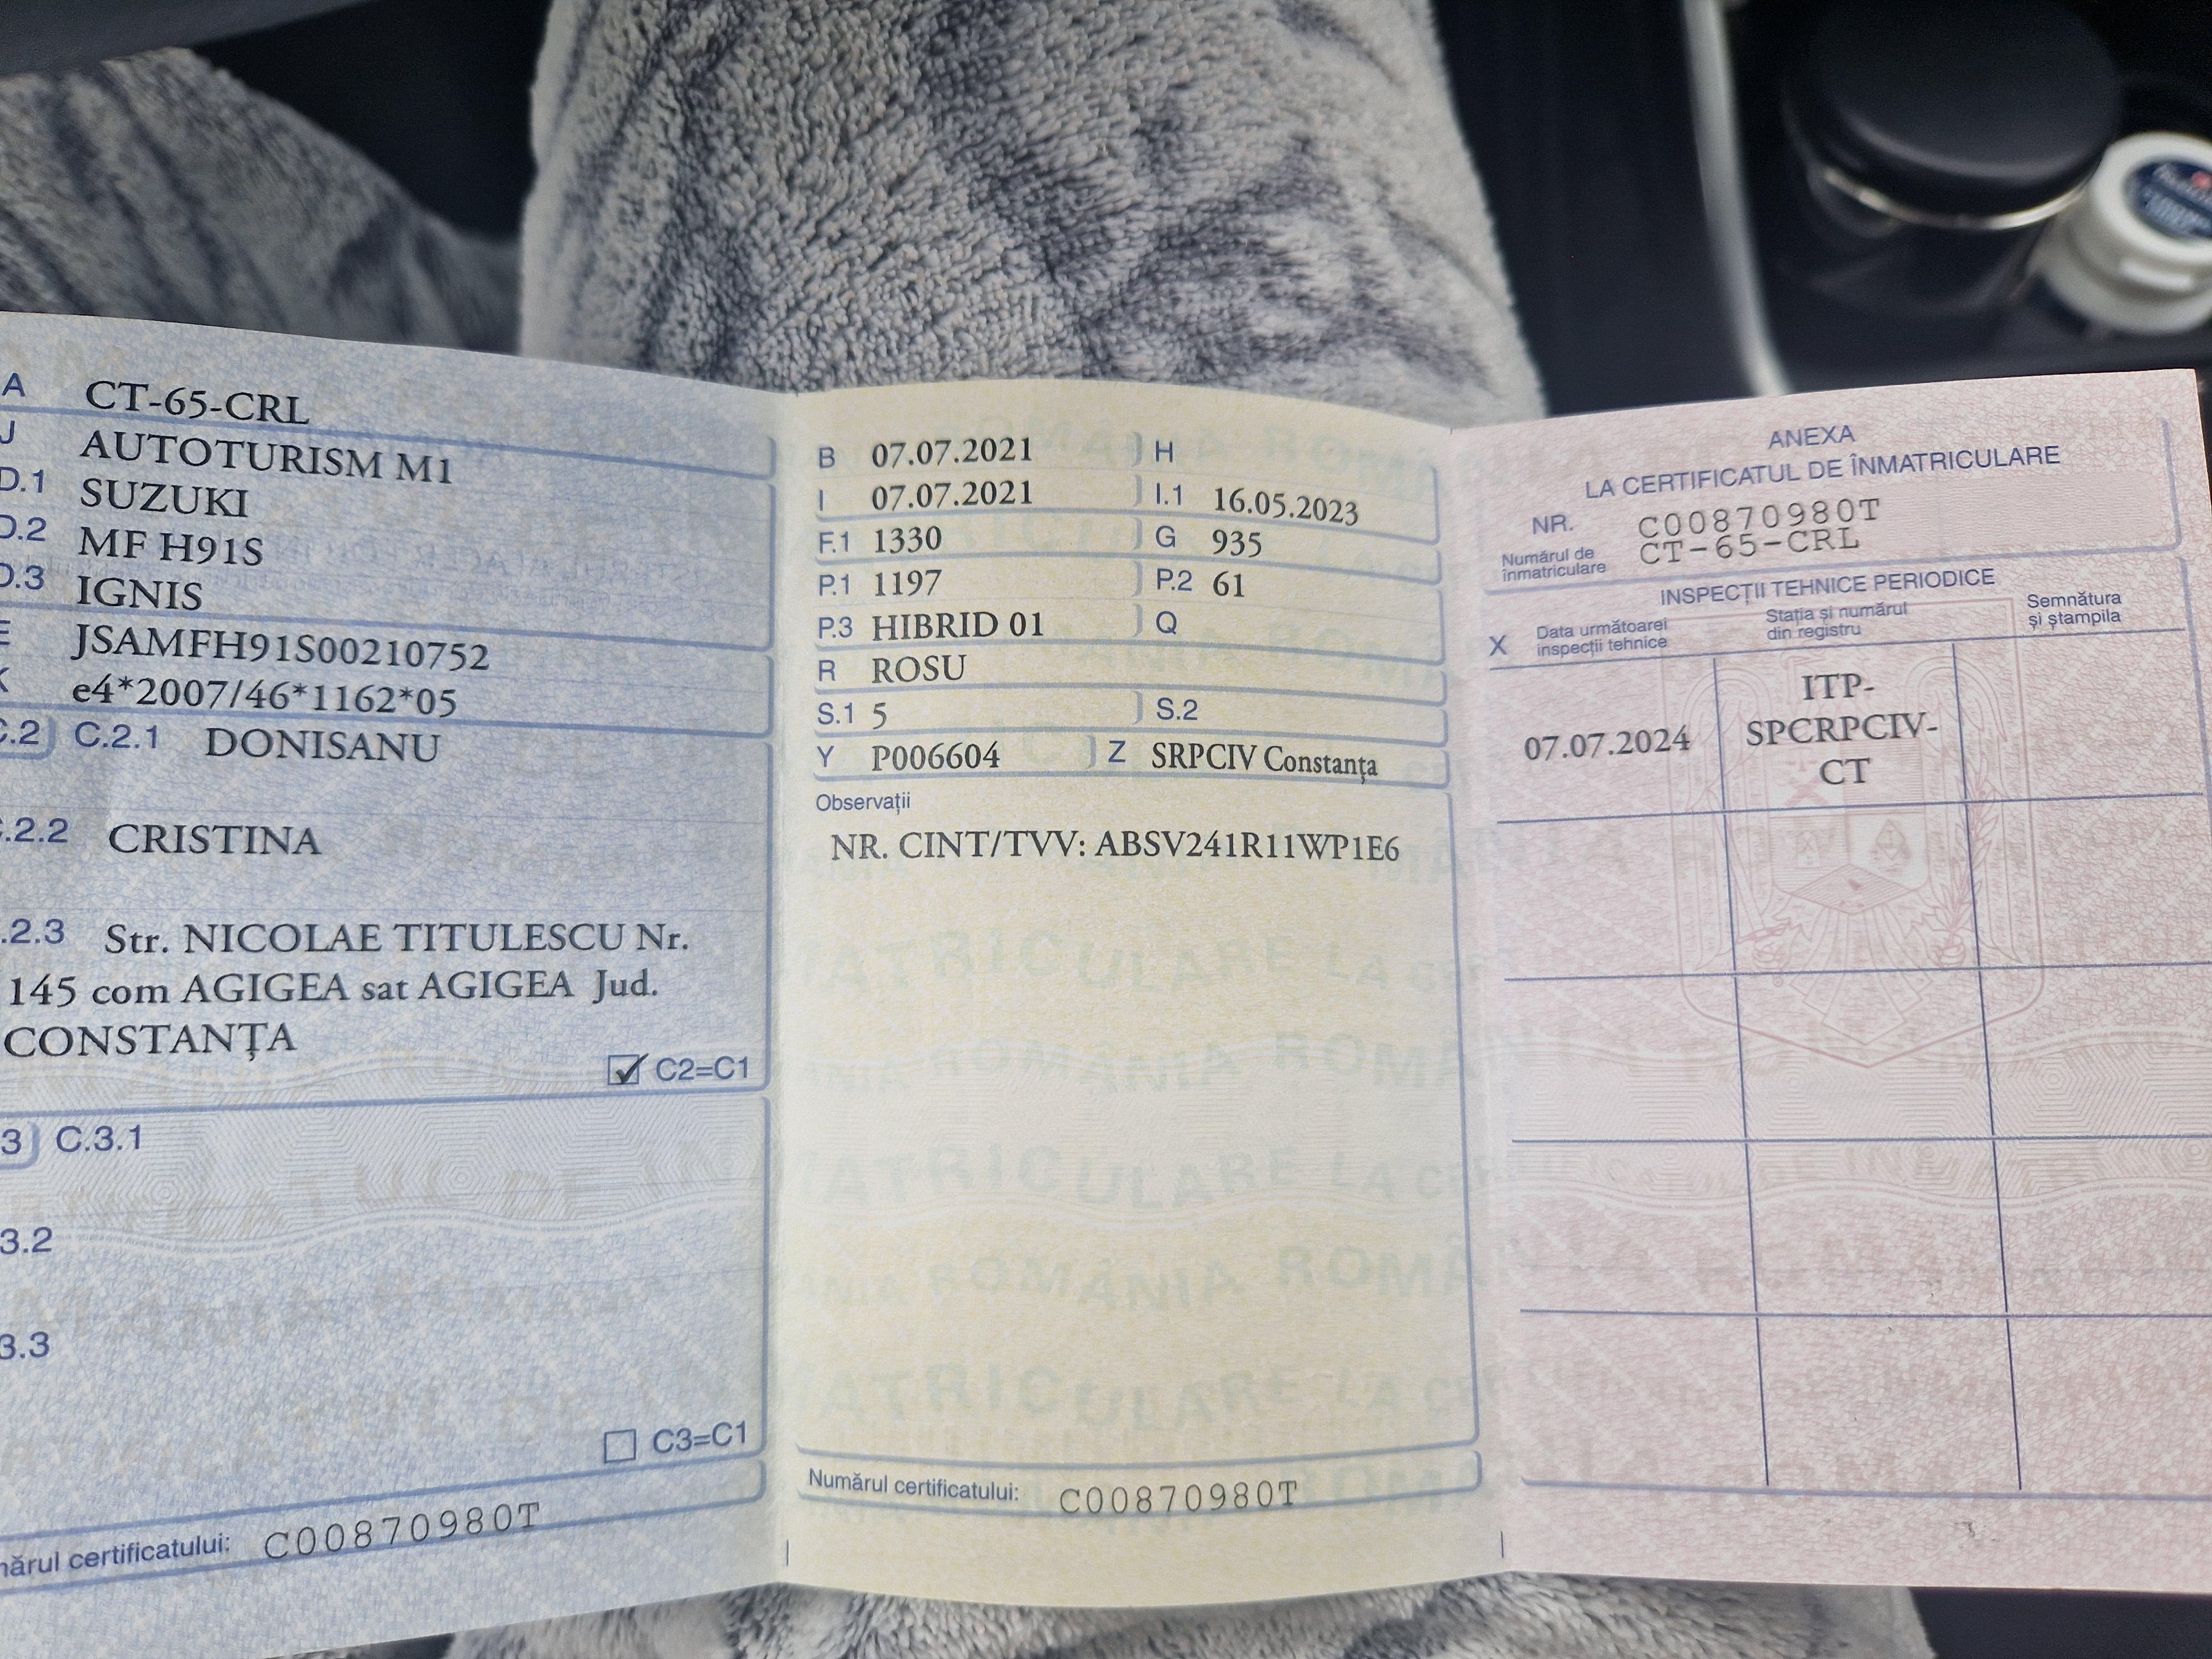 A CT-65-CRL
J AUTOTURISM M1
D.1 SUZUKI
D.2 MF H91S
D.3 IGNIS
E JSAMFH91S00210752
K e4*2007/46*1162*05
C.2 C.2.1 DONISANU
C.2.2 CRISTINA
C.2.3 Str. NICOLAE TITULESCU Nr.
145 com AGIGEA sat AGIGEA Jud.
CONSTANȚA
C2=C1
3 C.3.1
3.2
3.3
C3=C1
mărul certificatului: C00870980T
B 07.07.2021 H
I 07.07.2021 I.1 16.05.2023
F.1 1330 G 935
P.1 1197 P.2 61
P.3 HIBRID 01 Q
R ROSU
S.1 5 S.2
Y P006604 Z SRPCIV Constanța
Observații
NR. CINT/TVV: ABSV241R11WP1E6
Numărul certificatului: C00870980T
ANEXA
LA CERTIFICATUL DE ÎNMATRICULARE
NR. C00870980T
Numărul de
înmatriculare CT-65-CRL
INSPECȚII TEHNICE PERIODICE
X Data următoarei
inspecții tehnice
Stația și numărul
din registru
Semnătura
și ștampila
07.07.2024
ITP-
SPCRPCIV-
CT